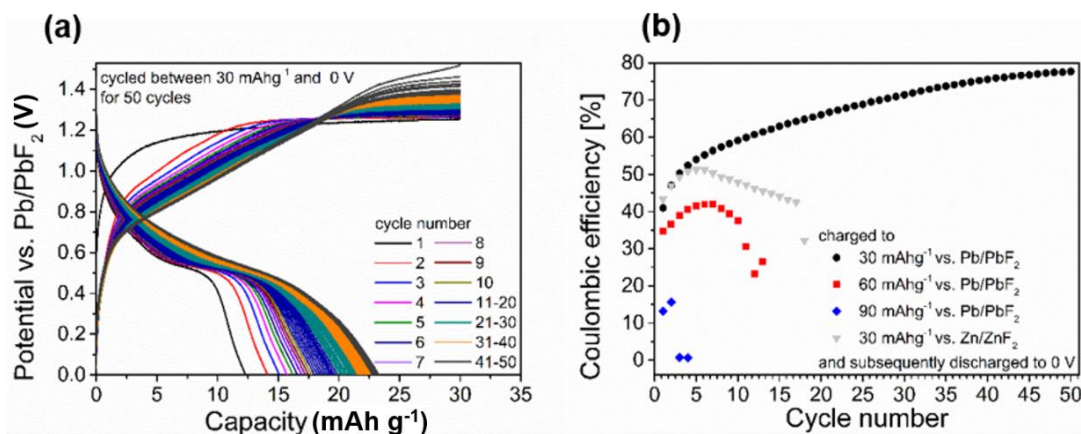 (a)
cycled between 30 mAhg⁻¹ and 0 V
for 50 cycles
Potential vs. Pb/PbF₂ (V)
1.4
1.2
1.0
0.8
0.6
0.4
0.2
0.0
cycle number
1 8
2 9
3 10
4 11-20
5 21-30
6 31-40
7 41-50
0 5 10 15 20 25 30 35
Capacity (mAh g⁻¹)
(b)
Coulombic efficiency [%]
80
70
60
50
40
30
20
10
0
charged to
30 mAhg⁻¹ vs. Pb/PbF₂
60 mAhg⁻¹ vs. Pb/PbF₂
90 mAhg⁻¹ vs. Pb/PbF₂
30 mAhg⁻¹ vs. Zn/ZnF₂
and subsequently discharged to 0 V
0 5 10 15 20 25 30 35 40 45 50
Cycle number